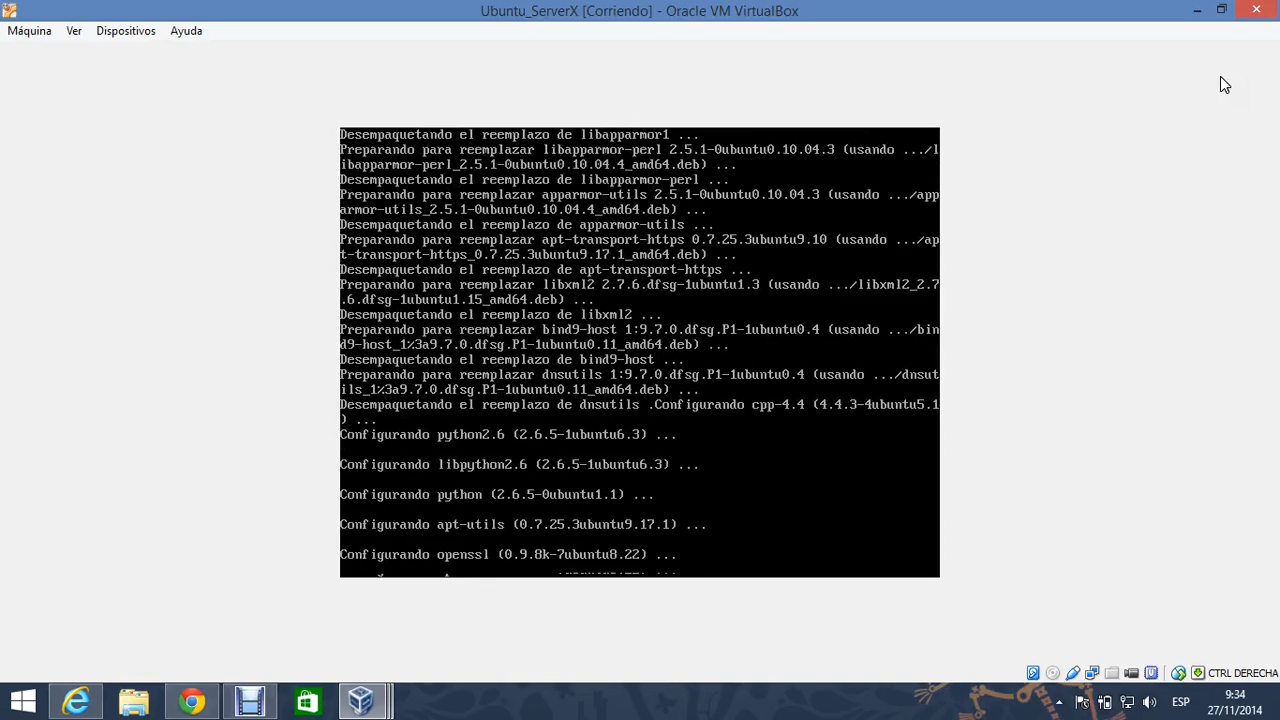 Ubuntu_ServerX [Corriendo] - Oracle VM VirtualBox
Máquina Ver Dispositivos Ayuda
Desempaquetando el reemplazo de libapparmor1 ...
Preparando para reemplazar libapparmor-perl 2.5.1-0ubuntu0.10.04.3 (usando .../l
ibapparmor-perl_2.5.1-0ubuntu0.10.04.4_amd64.deb) ...
Desempaquetando el reemplazo de libapparmor-perl ...
Preparando para reemplazar apparmor-utils 2.5.1-0ubuntu0.10.04.3 (usando .../app
armor-utils_2.5.1-0ubuntu0.10.04.4_amd64.deb) ...
Desempaquetando el reemplazo de apparmor-utils ...
Preparando para reemplazar apt-transport-https 0.7.25.3ubuntu9.10 (usando .../ap
t-transport-https_0.7.25.3ubuntu9.17.1_amd64.deb) ...
Desempaquetando el reemplazo de apt-transport-https ...
Preparando para reemplazar libxml2 2.7.6.dfsg-1ubuntu1.3 (usando .../libxml2_2.7
.6.dfsg-1ubuntu1.15_amd64.deb) ...
Desempaquetando el reemplazo de libxml2 ...
Preparando para reemplazar bind9-host 1:9.7.0.dfsg.P1-1ubuntu0.4 (usando .../bin
d9-host_1%3a9.7.0.dfsg.P1-1ubuntu0.11_amd64.deb) ...
Desempaquetando el reemplazo de bind9-host ...
Preparando para reemplazar dnsutils 1:9.7.0.dfsg.P1-1ubuntu0.4 (usando .../dnsut
ils_1%3a9.7.0.dfsg.P1-1ubuntu0.11_amd64.deb) ...
Desempaquetando el reemplazo de dnsutils .Configurando cpp-4.4 (4.4.3-4ubuntu5.1
) ...
Configurando python2.6 (2.6.5-1ubuntu6.3) ...
Configurando libpython2.6 (2.6.5-1ubuntu6.3) ...
Configurando python (2.6.5-0ubuntu1.1) ...
Configurando apt-utils (0.7.25.3ubuntu9.17.1) ...
Configurando openssl (0.9.8k-7ubuntu8.22) ...
CTRL DERECHA
ESP
9:34
27/11/2014